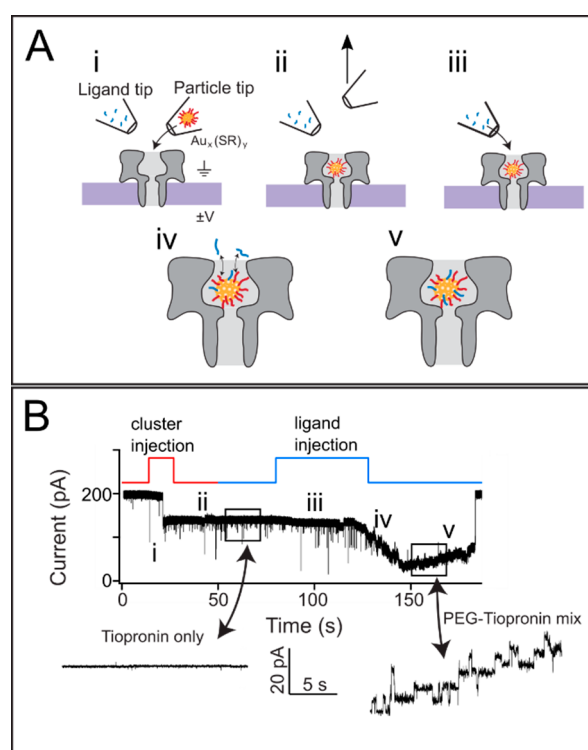 A
i
ii
iii
Ligand tip
Particle tip
Auₓ(SR)ᵧ
±V
iv
v
B
cluster
injection
ligand
injection
Current (pA)
200
0
i
ii
iii
iv
v
0
50
100
150
Time (s)
Tiopronin only
PEG-Tiopronin mix
20 pA
5 s